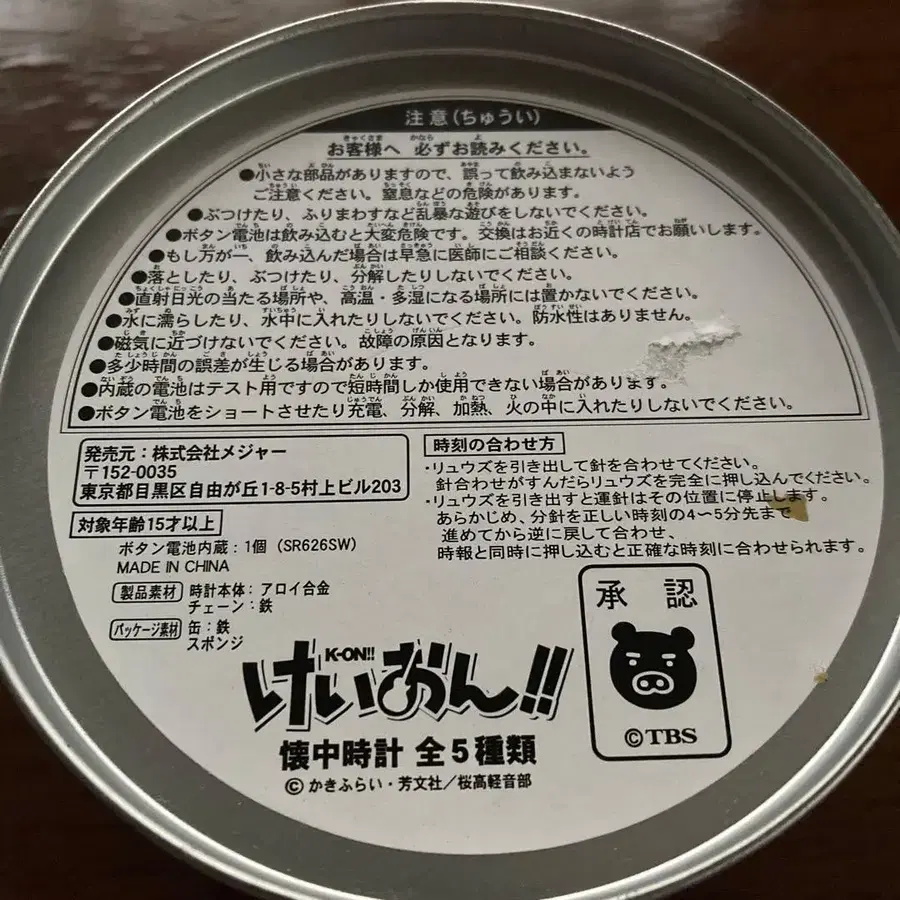 注意(ちゅうい)
お客様へ 必ずお読みください。
●小さな部品がありますので、誤って飲み込まないよう
ご注意ください。窒息などの危険があります。
●ぶつけたり、ふりまわすなど乱暴な遊びをしないでください。
●ボタン電池は飲み込むと大変危険です。交換はお近くの時計店でお願いします。
●もし万が一、飲み込んだ場合は早急に医師にご相談ください。
●落としたり、ぶつけたり、分解したりしないでください。
●直射日光の当たる場所や、高温・多湿になる場所には置かないでください。
●水に濡らしたり、水中に入れたりしないでください。防水性はありません。
●磁気に近づけないでください。故障の原因となります。
●多少時間の誤差が生じる場合があります。
●内蔵の電池はテスト用ですので短時間しか使用できない場合があります。
●ボタン電池をショートさせたり充電、分解、加熱、火の中に入れたりしないでください。
発売元:株式会社メジャー
〒152-0035
東京都目黒区自由が丘1-8-5村上ビル203
対象年齢15才以上
ボタン電池内蔵:1個(SR626SW)
MADE IN CHINA
製品素材 時計本体:アロイ合金
チェーン:鉄
パッケージ素材 缶:鉄
スポンジ
時刻の合わせ方
・リュウズを引き出して針を合わせてください。
針合わせがすんだらリュウズを完全に押し込んでください。
・リュウズを引き出すと運針はその位置に停止します。
あらかじめ、分針を正しい時刻の4〜5分先まで
進めてから逆に戻して合わせ、
時報と同時に押し込むと正確な時刻に合わせられます。
K-ON!!
けいおん!!
懐中時計 全5種類
©かきふらい・芳文社/桜高軽音部
承認
©TBS